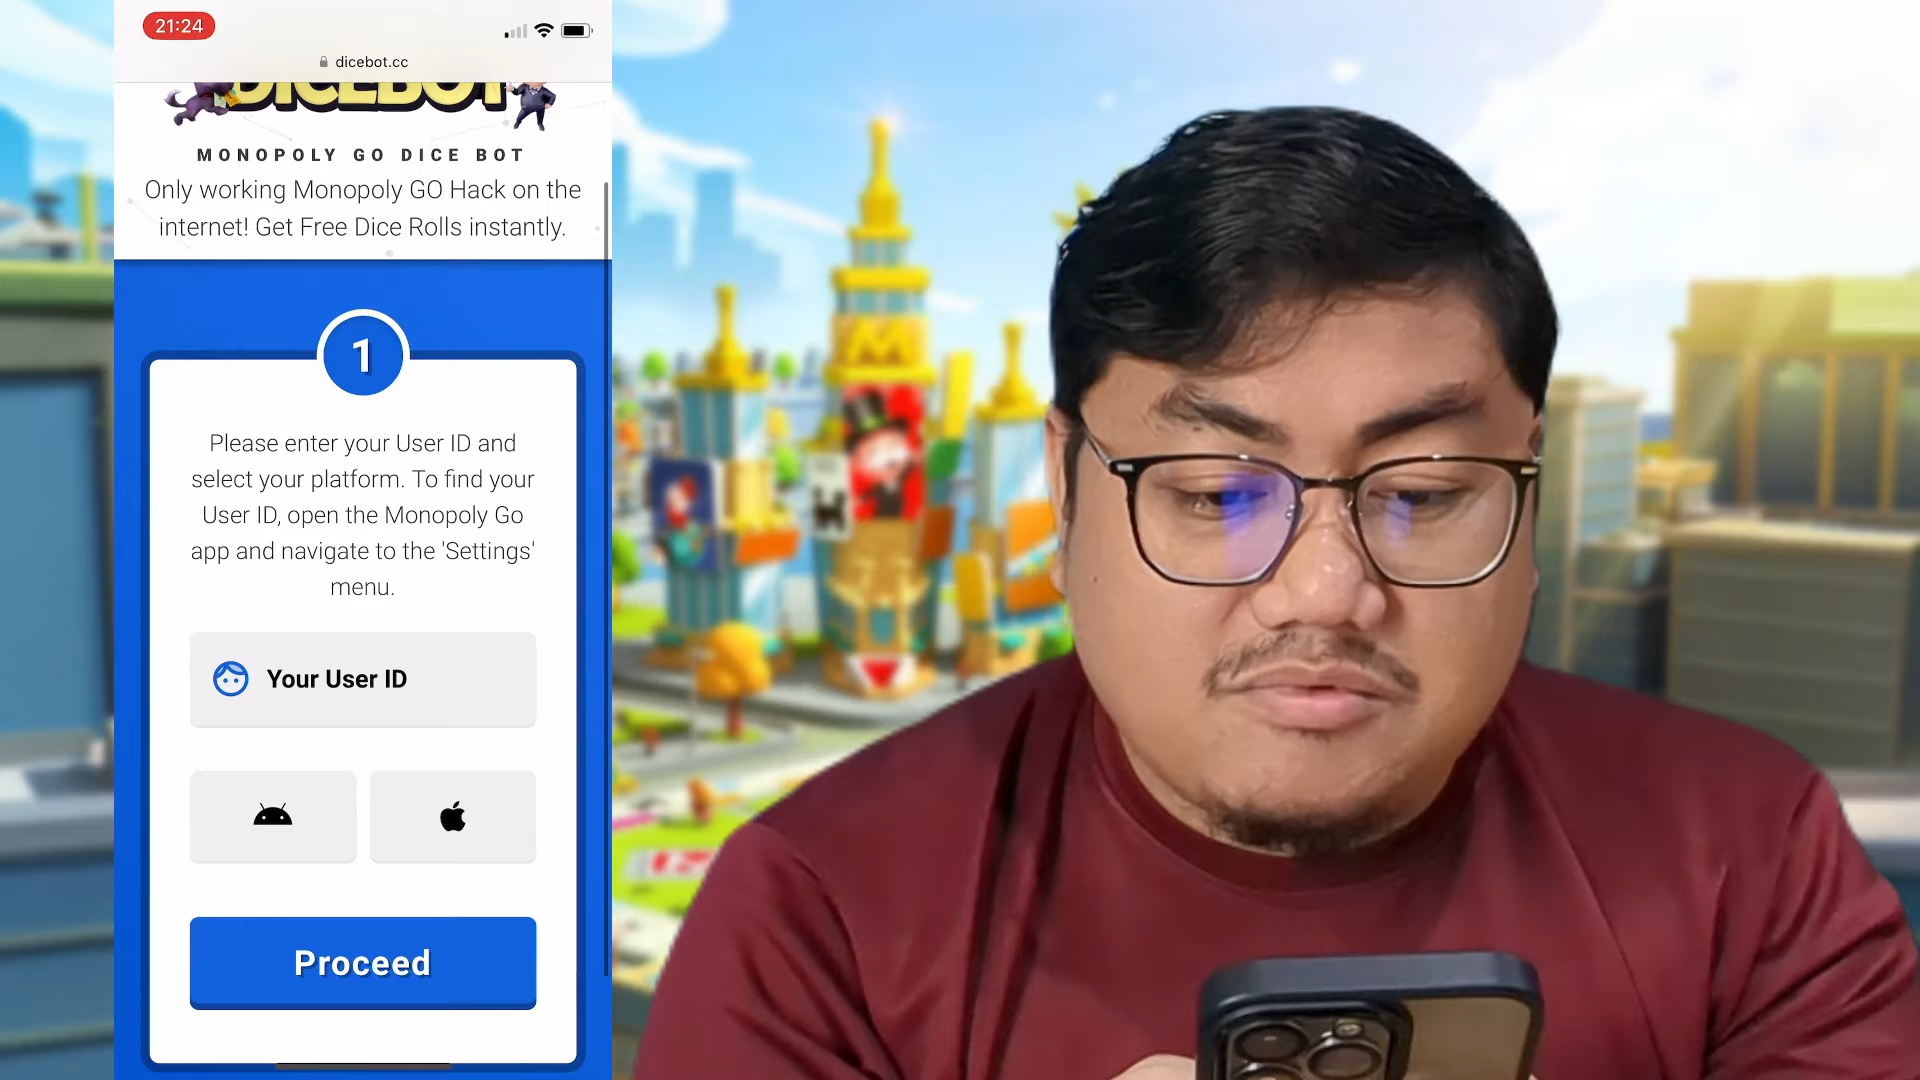 21:24
dicebot.cc
DICEBOT
MONOPOLY GO DICE BOT
Only working Monopoly GO Hack on the
internet! Get Free Dice Rolls instantly.
1
Please enter your User ID and
select your platform. To find your
User ID, open the Monopoly Go
app and navigate to the 'Settings'
menu.
Your User ID
Proceed
M